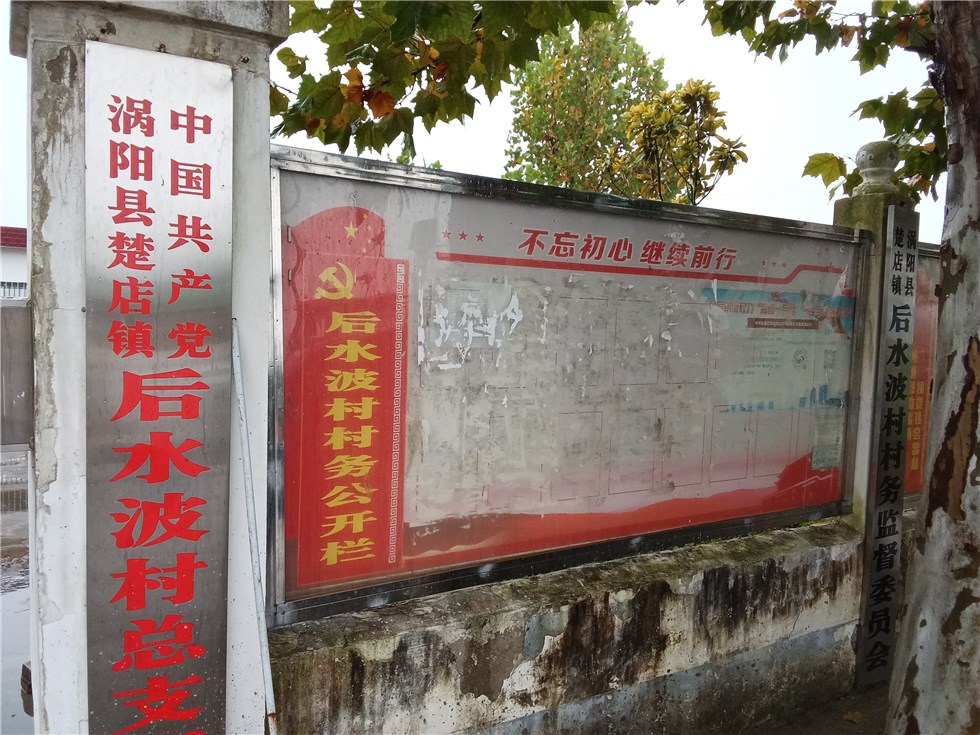 中国共产党
涡阳县楚店镇
后水波村总支
后水波村村务公开栏
不忘初心 继续前行
涡阳县
楚店镇
后水波村村务监督委员会